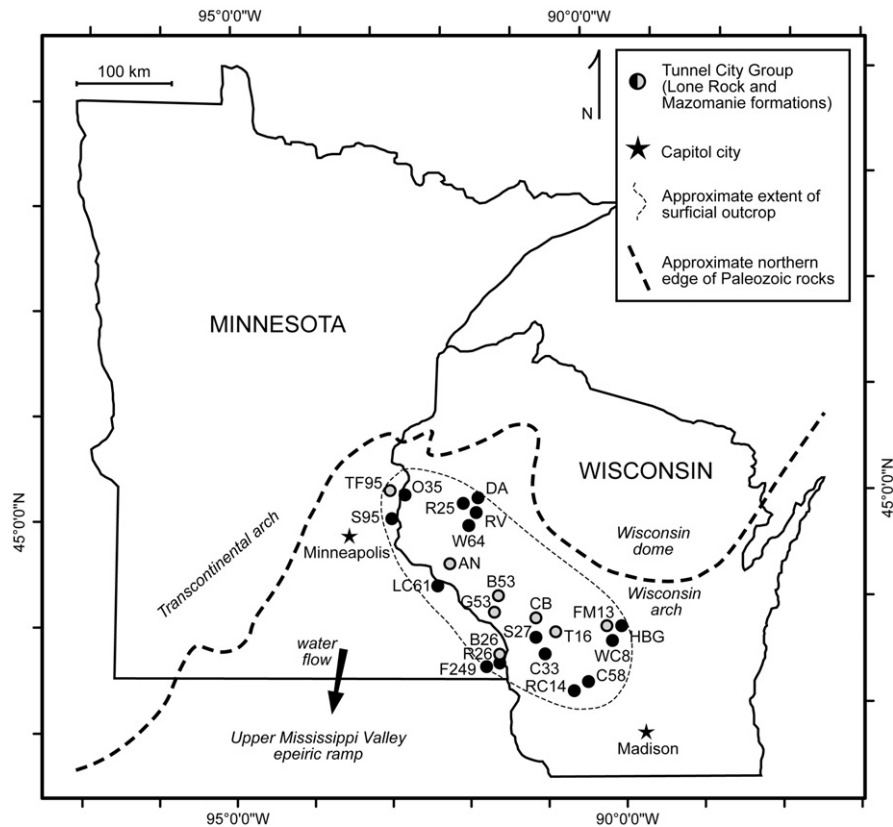 95°0'0"W
90°0'0"W
100 km
N
Tunnel City Group
(Lone Rock and
Mazomanie formations)
Capitol city
Approximate extent of
surficial outcrop
Approximate northern
edge of Paleozoic rocks
MINNESOTA
WISCONSIN
TF95
O35
DA
R25
RV
S95
W64
Minneapolis
45°0'0"N
45°0'0"N
Wisconsin
dome
Transcontinental arch
AN
LC61
B53
G53
Wisconsin
arch
CB
FM13
S27
T16
HBG
B26
R26
WC8
F249
C33
C58
RC14
water
flow
Upper Mississippi Valley
epeiric ramp
Madison
95°0'0"W
90°0'0"W